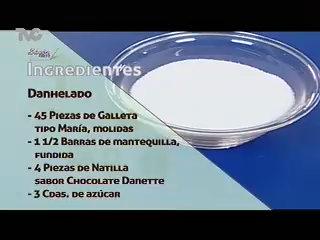 TVC
Ingredientes
Danhelado
- 45 Piezas de Galleta
tipo María, molidas
- 1 1/2 Barras de mantequilla,
fundida
- 4 Piezas de Natilla
sabor Chocolate Danette
- 3 Cdas. de azúcar